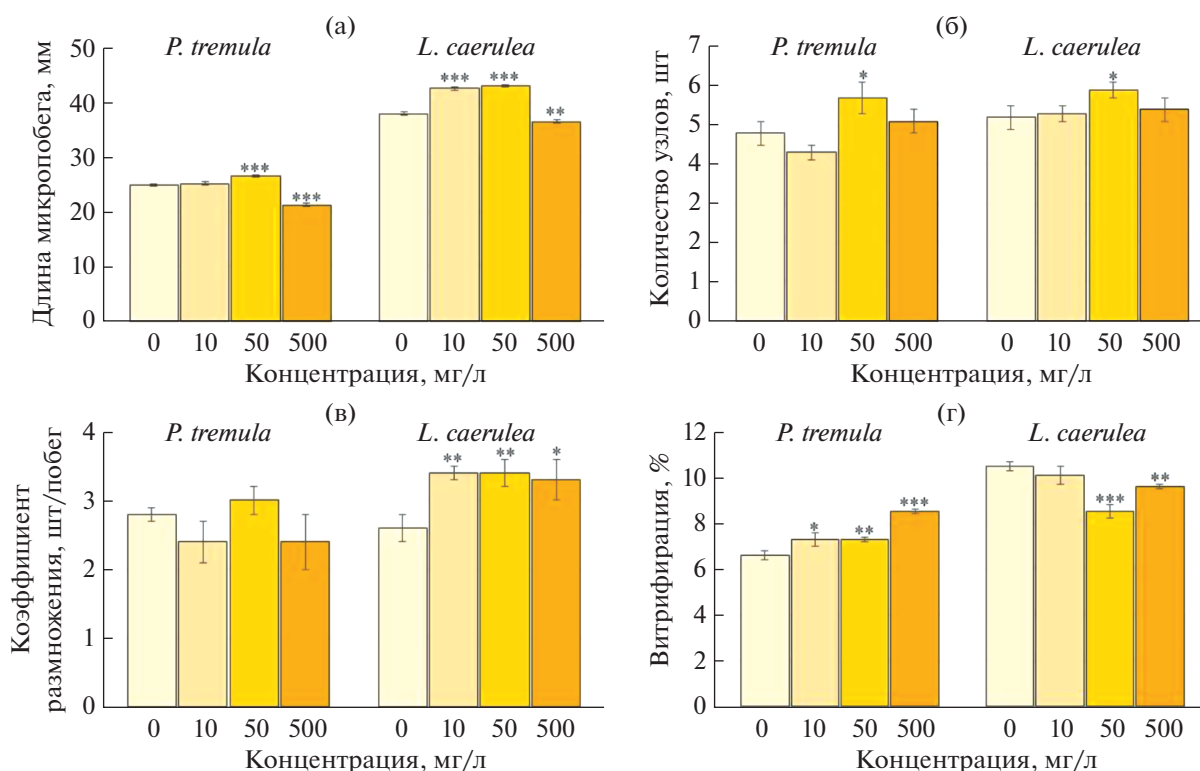 (а)
P. tremula L. caerulea
Длина микропобега, мм
50
40
30
20
10
0
*** *** *** *** **
0 10 50 500 0 10 50 500
Концентрация, мг/л
(б)
P. tremula L. caerulea
Количество узлов, шт
7
6
5
4
2
2
1
0
* *
0 10 50 500 0 10 50 500
Концентрация, мг/л
(в)
P. tremula L. caerulea
Коэффициент
размножения, шт/побег
4
3
2
1
0
** ** *
0 10 50 500 0 10 50 500
Концентрация, мг/л
(г)
P. tremula L. caerulea
Витрифирация, %
12
10
8
6
4
2
0
* ** *** *** **
0 10 50 500 0 10 50 500
Концентрация, мг/л